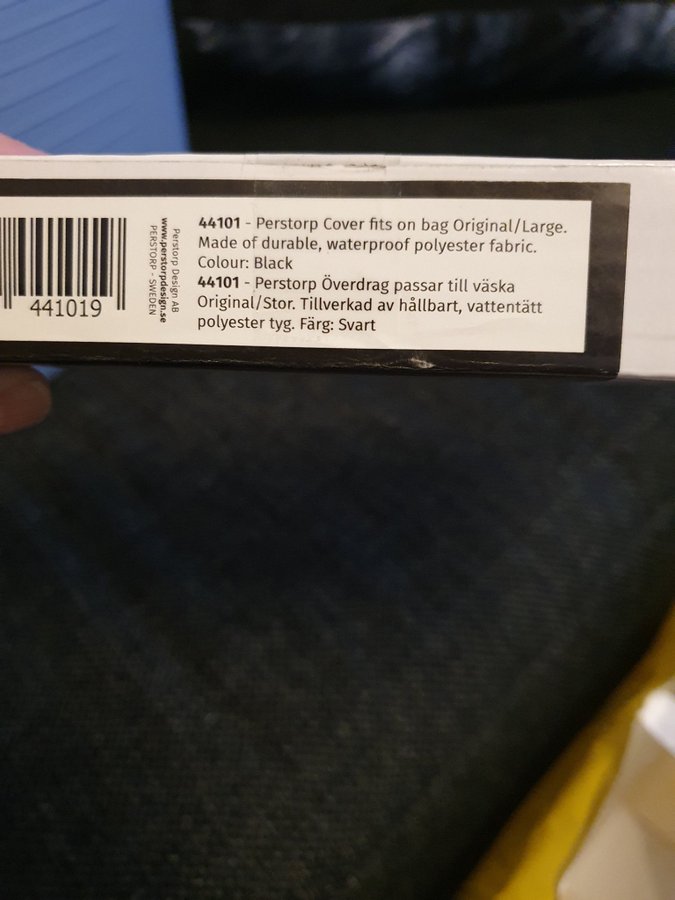 44101 - Perstorp Cover fits on bag Original/Large.
Made of durable, waterproof polyester fabric.
Colour: Black
44101 - Perstorp Överdrag passar till väska
Original/Stor. Tillverkad av hållbart, vattentätt
polyester tyg. Färg: Svart
Perstorp Design AB
www.perstorpdesign.se
PERSTORP - SWEDEN
441019